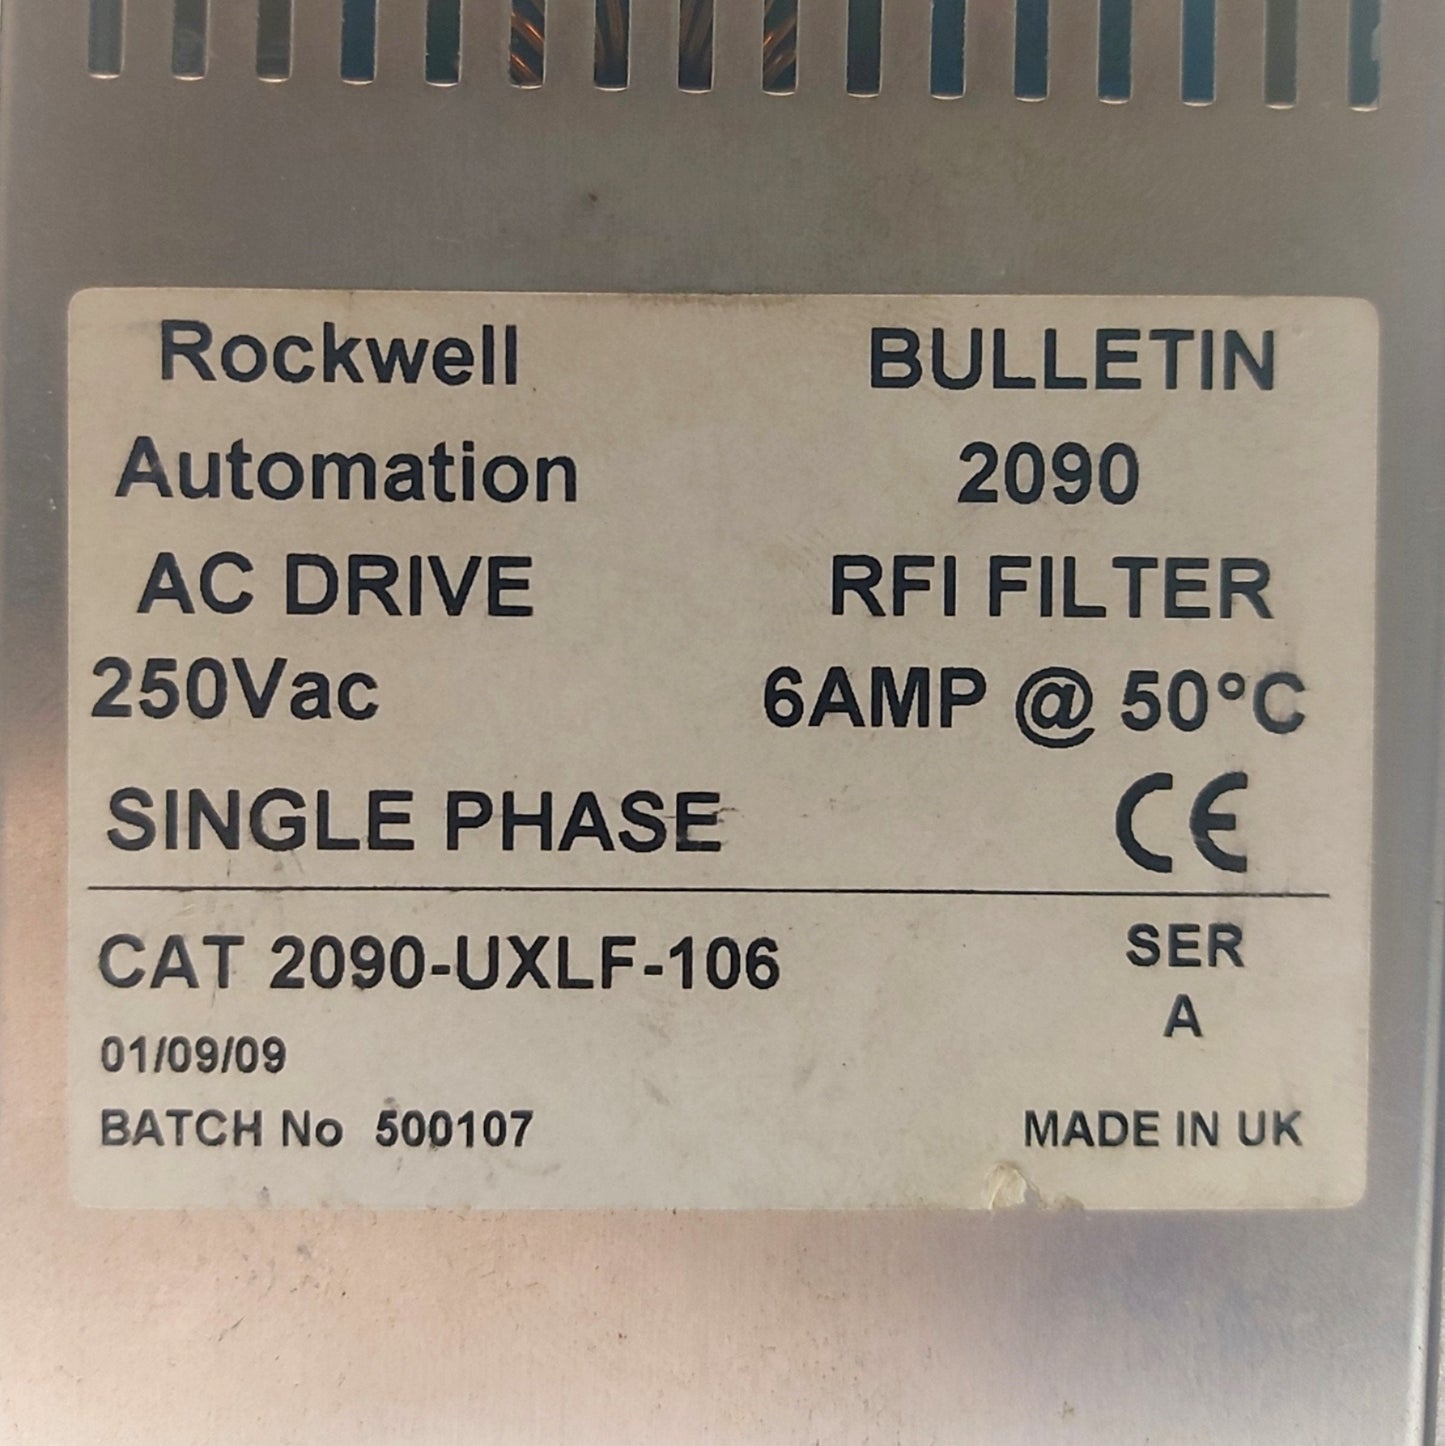 Rockwell BULLETIN
Automation 2090
AC DRIVE RFI FILTER
250Vac 6AMP @ 50°C
SINGLE PHASE CE
CAT 2090-UXLF-106 SER
A
01/09/09
BATCH No 500107 MADE IN UK